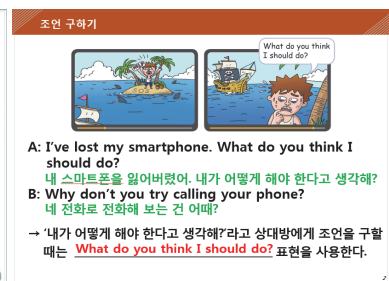 조언 구하기
What do you think
I should do?
A: I've lost my smartphone. What do you think I
should do?
내 스마트폰을 잃어버렸어. 내가 어떻게 해야 한다고 생각해?
B: Why don't you try calling your phone?
네 전화로 전화해 보는 건 어때?
→ '내가 어떻게 해야 한다고 생각해?'라고 상대방에게 조언을 구할
때는 What do you think I should do? 표현을 사용한다.